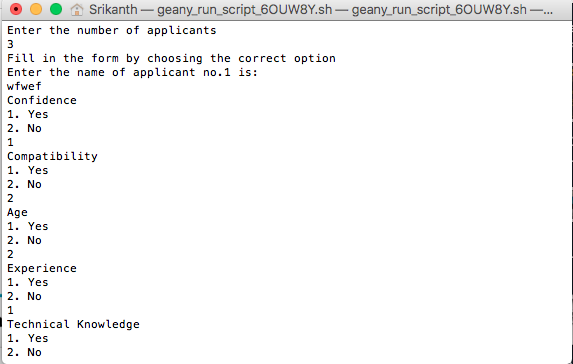 Srikanth — geany_run_script_6OUW8Y.sh — geany_run_script_6OUW8Y.sh —...
Enter the number of applicants
3
Fill in the form by choosing the correct option
Enter the name of applicant no.1 is:
wfwef
Confidence
1. Yes
2. No
1
Compatibility
1. Yes
2. No
2
Age
1. Yes
2. No
2
Experience
1. Yes
2. No
1
Technical Knowledge
1. Yes
2. No